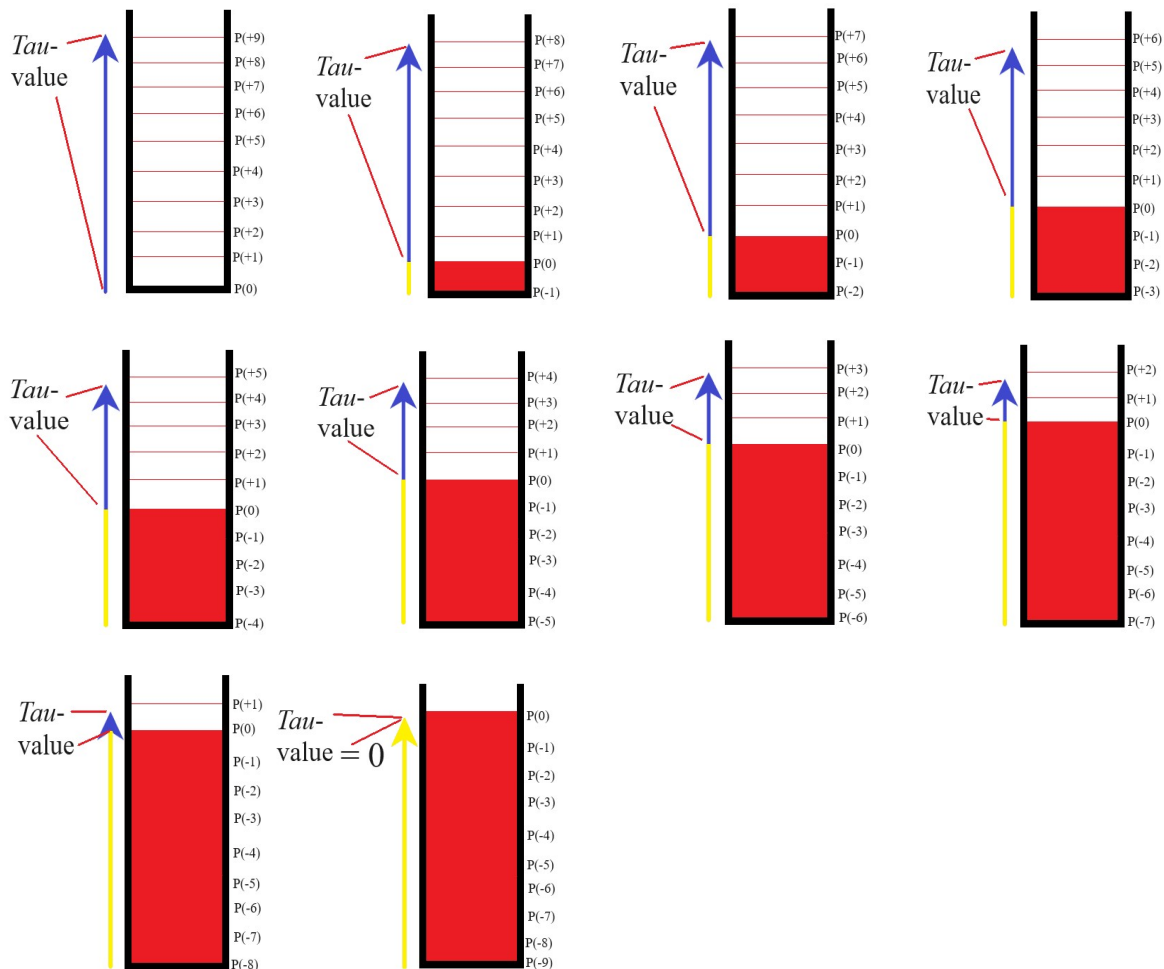 Tau-
value
P(+9)
P(+8)
P(+7)
P(+6)
P(+5)
P(+4)
P(+3)
P(+2)
P(+1)
P(0)
Tau-
value
P(+8)
P(+7)
P(+6)
P(+5)
P(+4)
P(+3)
P(+2)
P(+1)
P(0)
P(-1)
Tau-
value
P(+7)
P(+6)
P(+5)
P(+4)
P(+3)
P(+2)
P(+1)
P(0)
P(-1)
P(-2)
Tau-
value
P(+6)
P(+5)
P(+4)
P(+3)
P(+2)
P(+1)
P(0)
P(-1)
P(-2)
P(-3)
Tau-
value
P(+5)
P(+4)
P(+3)
P(+2)
P(+1)
P(0)
P(-1)
P(-2)
P(-3)
P(-4)
Tau-
value
P(+4)
P(+3)
P(+2)
P(+1)
P(0)
P(-1)
P(-2)
P(-3)
P(-4)
P(-5)
Tau-
value
P(+3)
P(+2)
P(+1)
P(0)
P(-1)
P(-2)
P(-3)
P(-4)
P(-5)
P(-6)
Tau-
value
P(+2)
P(+1)
P(0)
P(-1)
P(-2)
P(-3)
P(-4)
P(-5)
P(-6)
P(-7)
Tau-
value
P(+1)
P(0)
P(-1)
P(-2)
P(-3)
P(-4)
P(-5)
P(-6)
P(-7)
P(-8)
Tau-
value = 0
P(0)
P(-1)
P(-2)
P(-3)
P(-4)
P(-5)
P(-6)
P(-7)
P(-8)
P(-9)